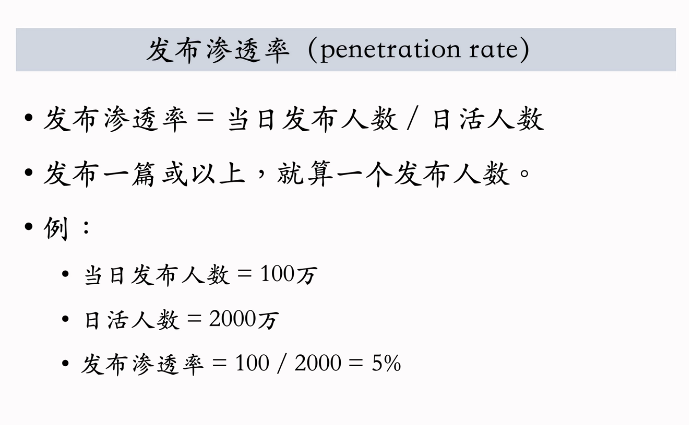 发布渗透率（penetration rate）
• 发布渗透率 = 当日发布人数 / 日活人数
• 发布一篇或以上，就算一个发布人数。
• 例：
• 当日发布人数 = 100万
• 日活人数 = 2000万
• 发布渗透率 = 100 / 2000 = 5%